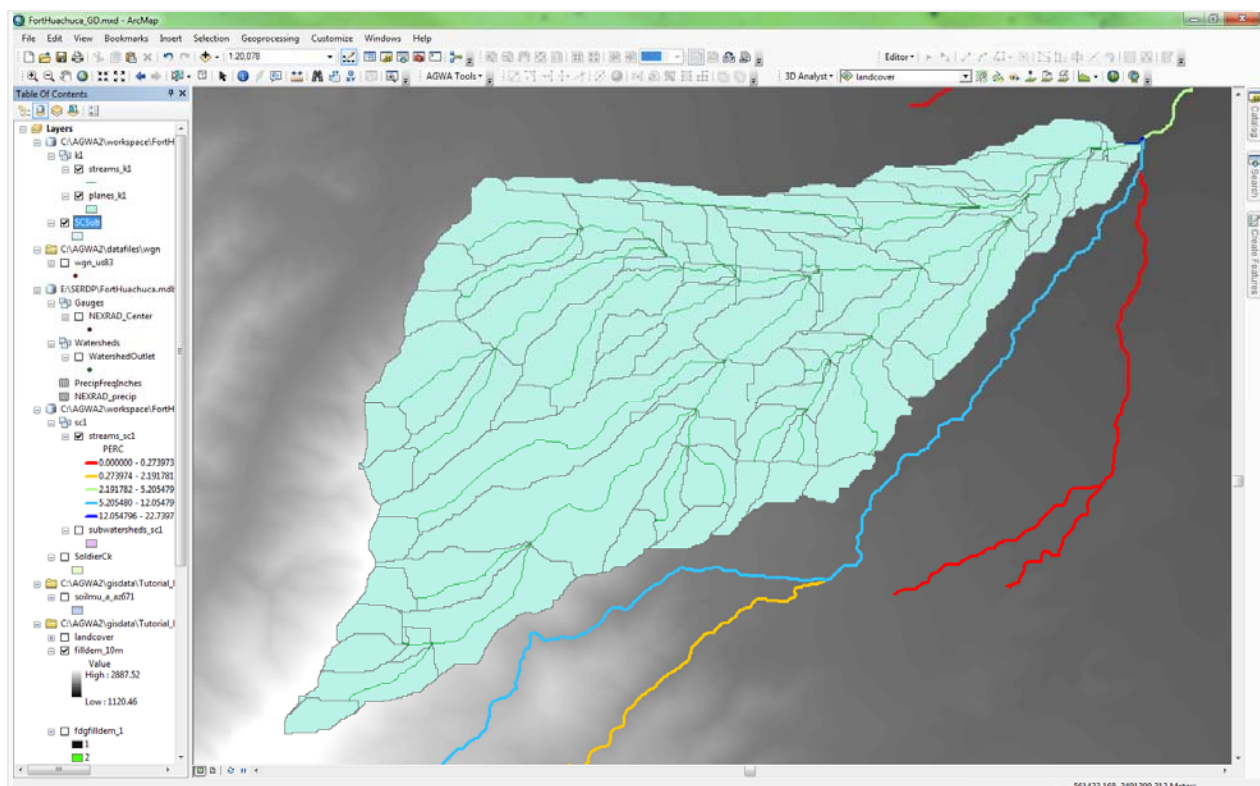 FortHuachuca_GD.mxd - ArcMap
File Edit View Bookmarks Insert Selection Geoprocessing Customize Windows Help
1:20,078
Editor
AGWA Tools
3D Analyst
landcover
Table Of Contents
Layers
C:\AGWA2\workspace\FortH
k1
streams_k1
planes_k1
SCSub
C:\AGWA2\datafiles\wgn
wgn_us83
E:\SERDP\FortHuachuca.mdb
Gauges
NEXRAD_Center
Watersheds
WatershedOutlet
PrecipFreqInches
NEXRAD_precip
C:\AGWA2\workspace\FortH
sc1
streams_sc1
PERC
0.000000 - 0.273973
0.273974 - 2.191781
2.191782 - 5.205479
5.205480 - 12.05479
12.054796 - 22.7397
subwatersheds_sc1
SoldierCk
C:\AGWA2\gisdata\Tutorial_
soilmu_a_az671
C:\AGWA2\gisdata\Tutorial_
landcover
filldem_10m
Value
High : 2887.52
Low : 1120.46
fdgfilldem_1
1
2
Catalog
Search
Create Features